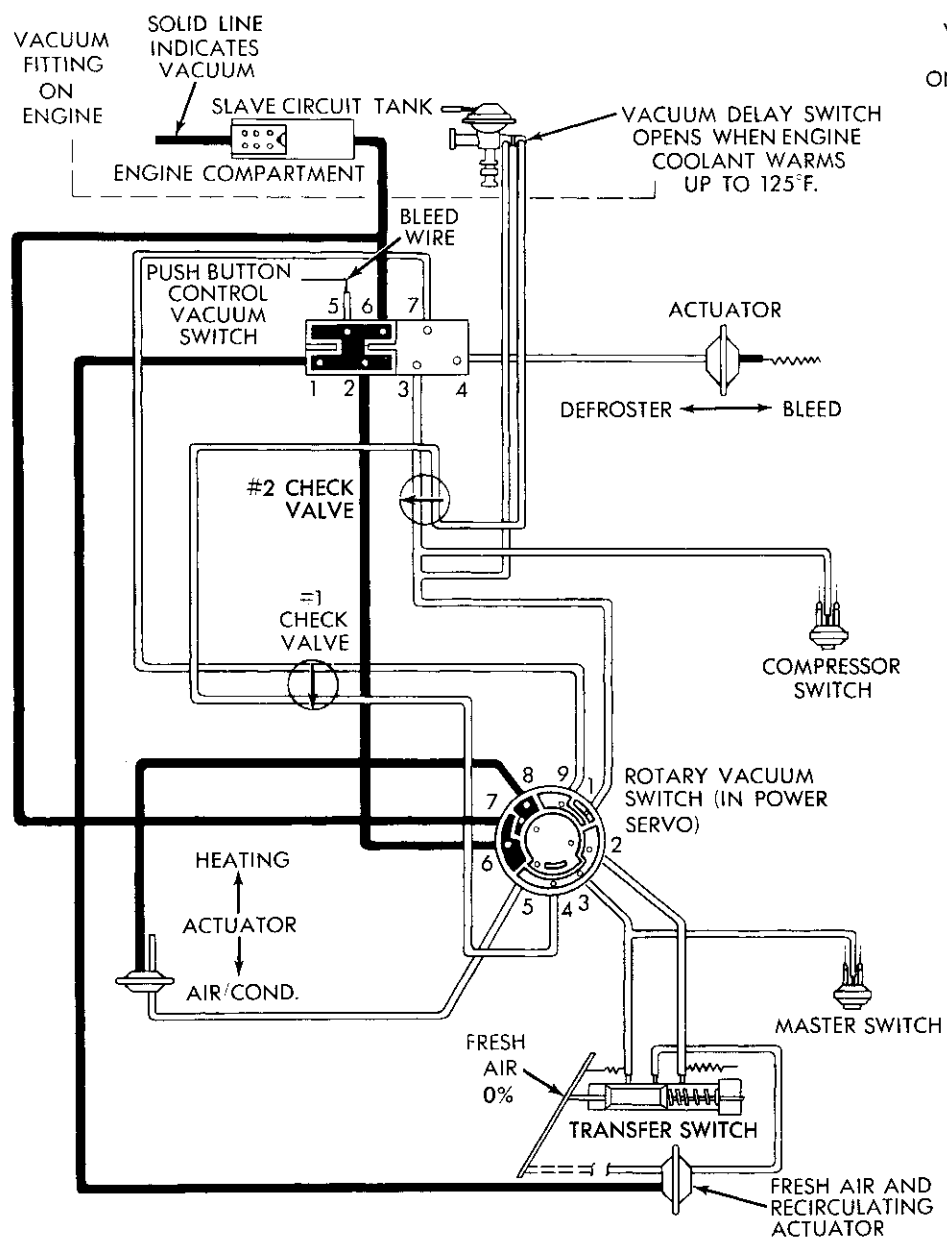 VACUUM
FITTING
ON
ENGINE
SOLID LINE
INDICATES
VACUUM
SLAVE CIRCUIT TANK
ENGINE COMPARTMENT
VACUUM DELAY SWITCH
OPENS WHEN ENGINE
COOLANT WARMS
UP TO 125°F.
BLEED
WIRE
PUSH BUTTON
CONTROL
VACUUM
SWITCH
5 6 7
1 2 3 4
ACTUATOR
DEFROSTER BLEED
#2 CHECK
VALVE
#1
CHECK
VALVE
COMPRESSOR
SWITCH
ROTARY VACUUM
SWITCH (IN POWER
SERVO)
8 9 1
7
2
6
5 4 3
HEATING
ACTUATOR
AIR/COND.
MASTER SWITCH
FRESH
AIR
0%
TRANSFER SWITCH
FRESH AIR AND
RECIRCULATING
ACTUATOR